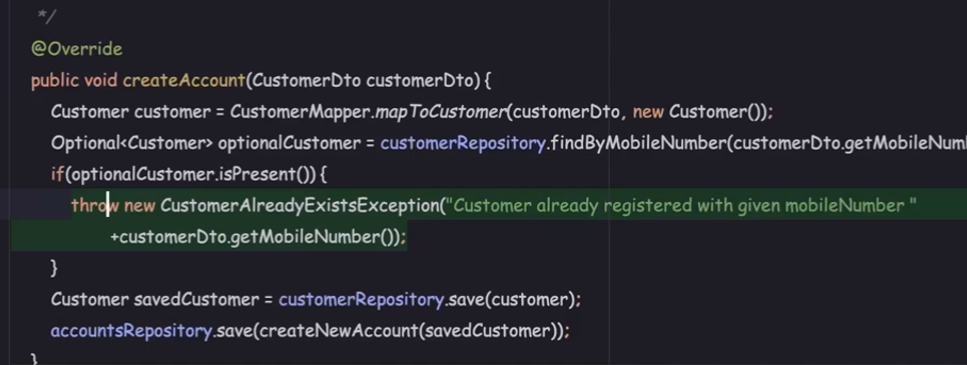 */
@Override
public void createAccount(CustomerDto customerDto) {
Customer customer = CustomerMapper.mapToCustomer(customerDto, new Customer());
Optional<Customer> optionalCustomer = customerRepository.findByMobileNumber(customerDto.getMobileNum
if(optionalCustomer.isPresent()) {
throw new CustomerAlreadyExistsException("Customer already registered with given mobileNumber "
+customerDto.getMobileNumber());
}
Customer savedCustomer = customerRepository.save(customer);
accountsRepository.save(createNewAccount(savedCustomer));
}